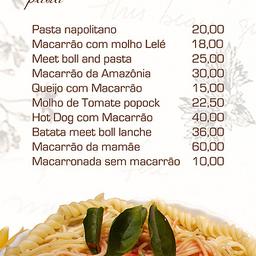 pasta
Pasta napolitano 20,00
Macarrão com molho Lelé 18,00
Meet boll and pasta 25,00
Macarrão da Amazônia 30,00
Queijo com Macarrão 15,00
Molho de Tomate popock 22,50
Hot Dog com Macarrão 40,00
Batata meet boll lanche 36,00
Macarrão da mamãe 60,00
Macarronada sem macarrão 10,00